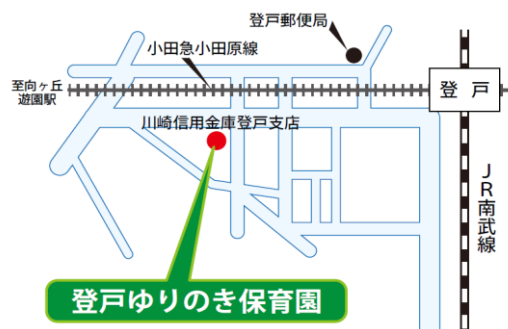 登戸郵便局
小田急小田原線
至向ヶ丘
遊園駅
登戸
川崎信用金庫登戸支店
JR南武線
登戸ゆりのき保育園